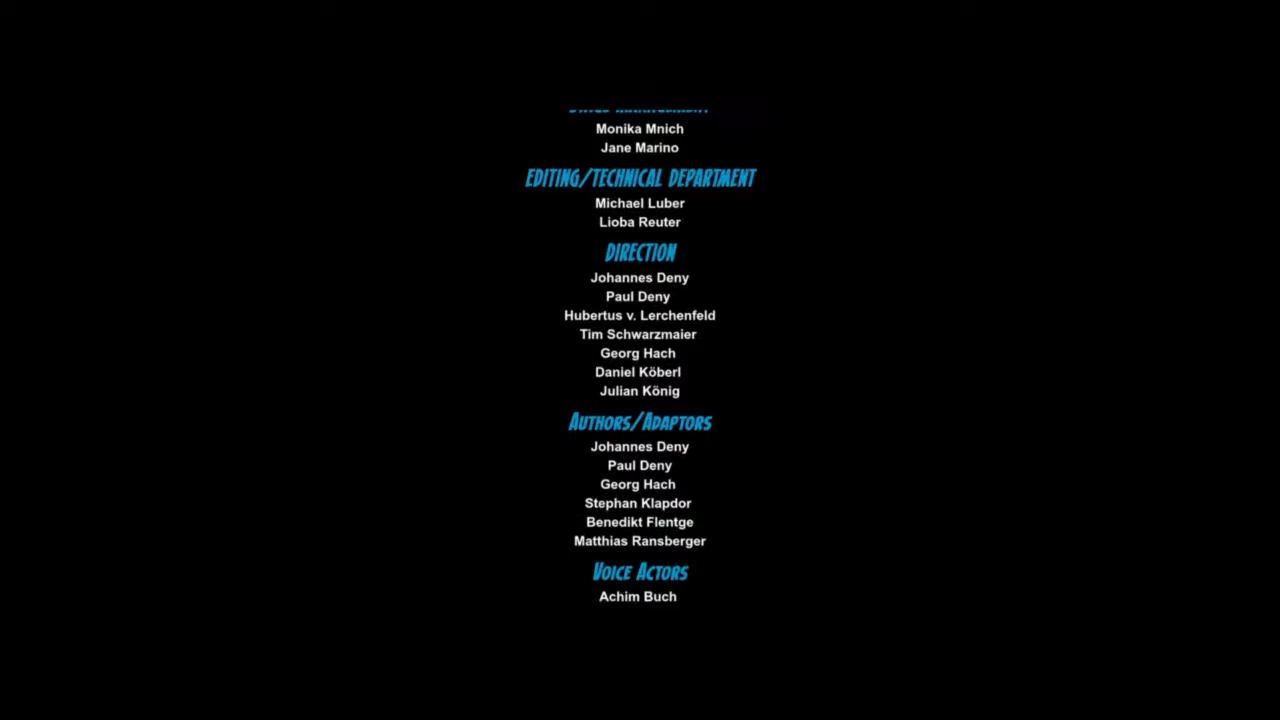 Monika Mnich
Jane Marino
EDITING/TECHNICAL DEPARTMENT
Michael Luber
Lioba Reuter
DIRECTION
Johannes Deny
Paul Deny
Hubertus v. Lerchenfeld
Tim Schwarzmaier
Georg Hach
Daniel Köberl
Julian König
AUTHORS/ADAPTORS
Johannes Deny
Paul Deny
Georg Hach
Stephan Klapdor
Benedikt Flentge
Matthias Ransberger
VOICE ACTORS
Achim Buch